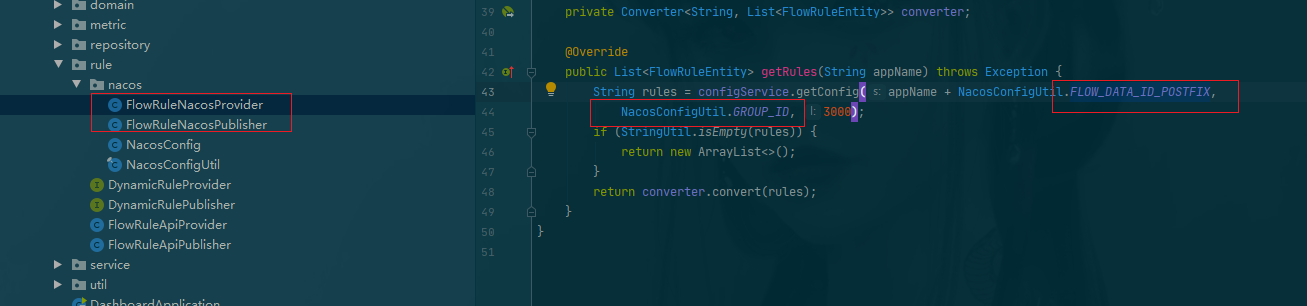 domain
metric
repository
rule
nacos
FlowRuleNacosProvider
FlowRuleNacosPublisher
NacosConfig
NacosConfigUtil
DynamicRuleProvider
DynamicRulePublisher
FlowRuleApiProvider
FlowRuleApiPublisher
service
util
DashboardApplication
39 private Converter<String, List<FlowRuleEntity>> converter;
40
41 @Override
42 public List<FlowRuleEntity> getRules(String appName) throws Exception {
43 String rules = configService.getConfig( s: appName + NacosConfigUtil.FLOW_DATA_ID_POSTFIX,
44 NacosConfigUtil.GROUP_ID, l: 3000);
45 if (StringUtil.isEmpty(rules)) {
46 return new ArrayList<>();
47 }
48 return converter.convert(rules);
49 }
50 }
51